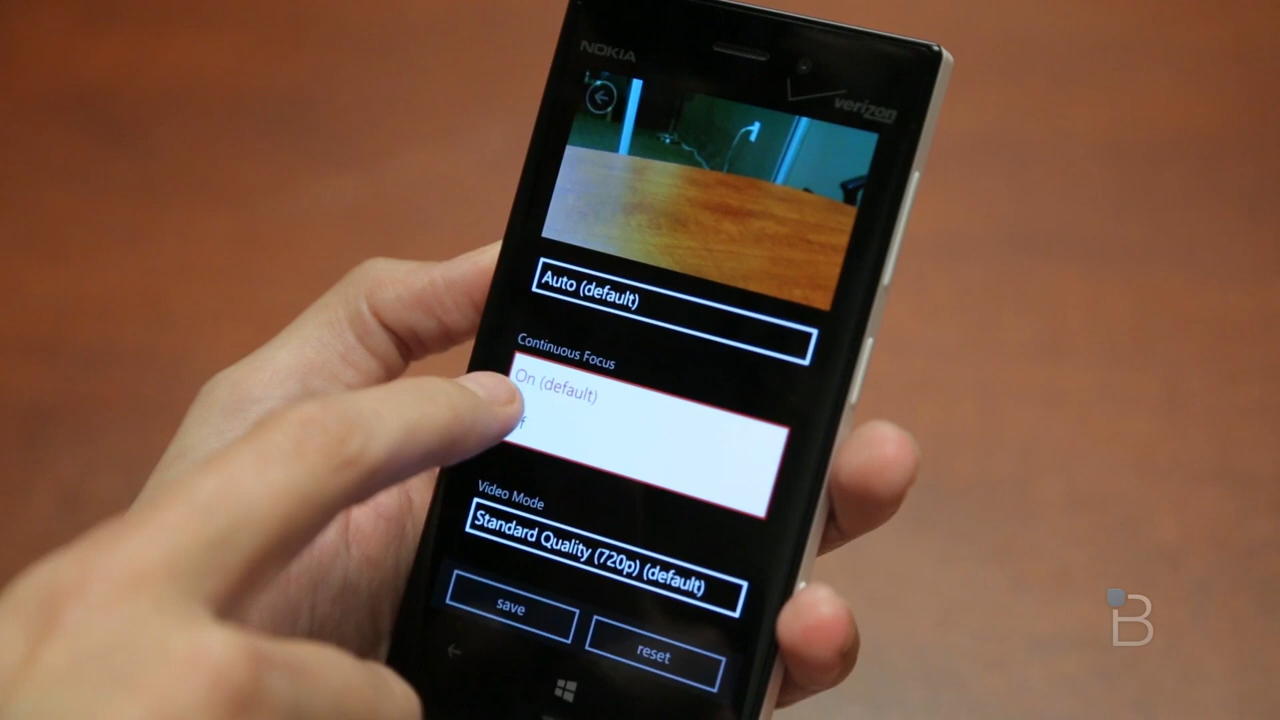 NOKIA
verizon
Auto (default)
Continuous Focus
On (default)
Video Mode
Standard Quality (720p) (default)
save
reset
B